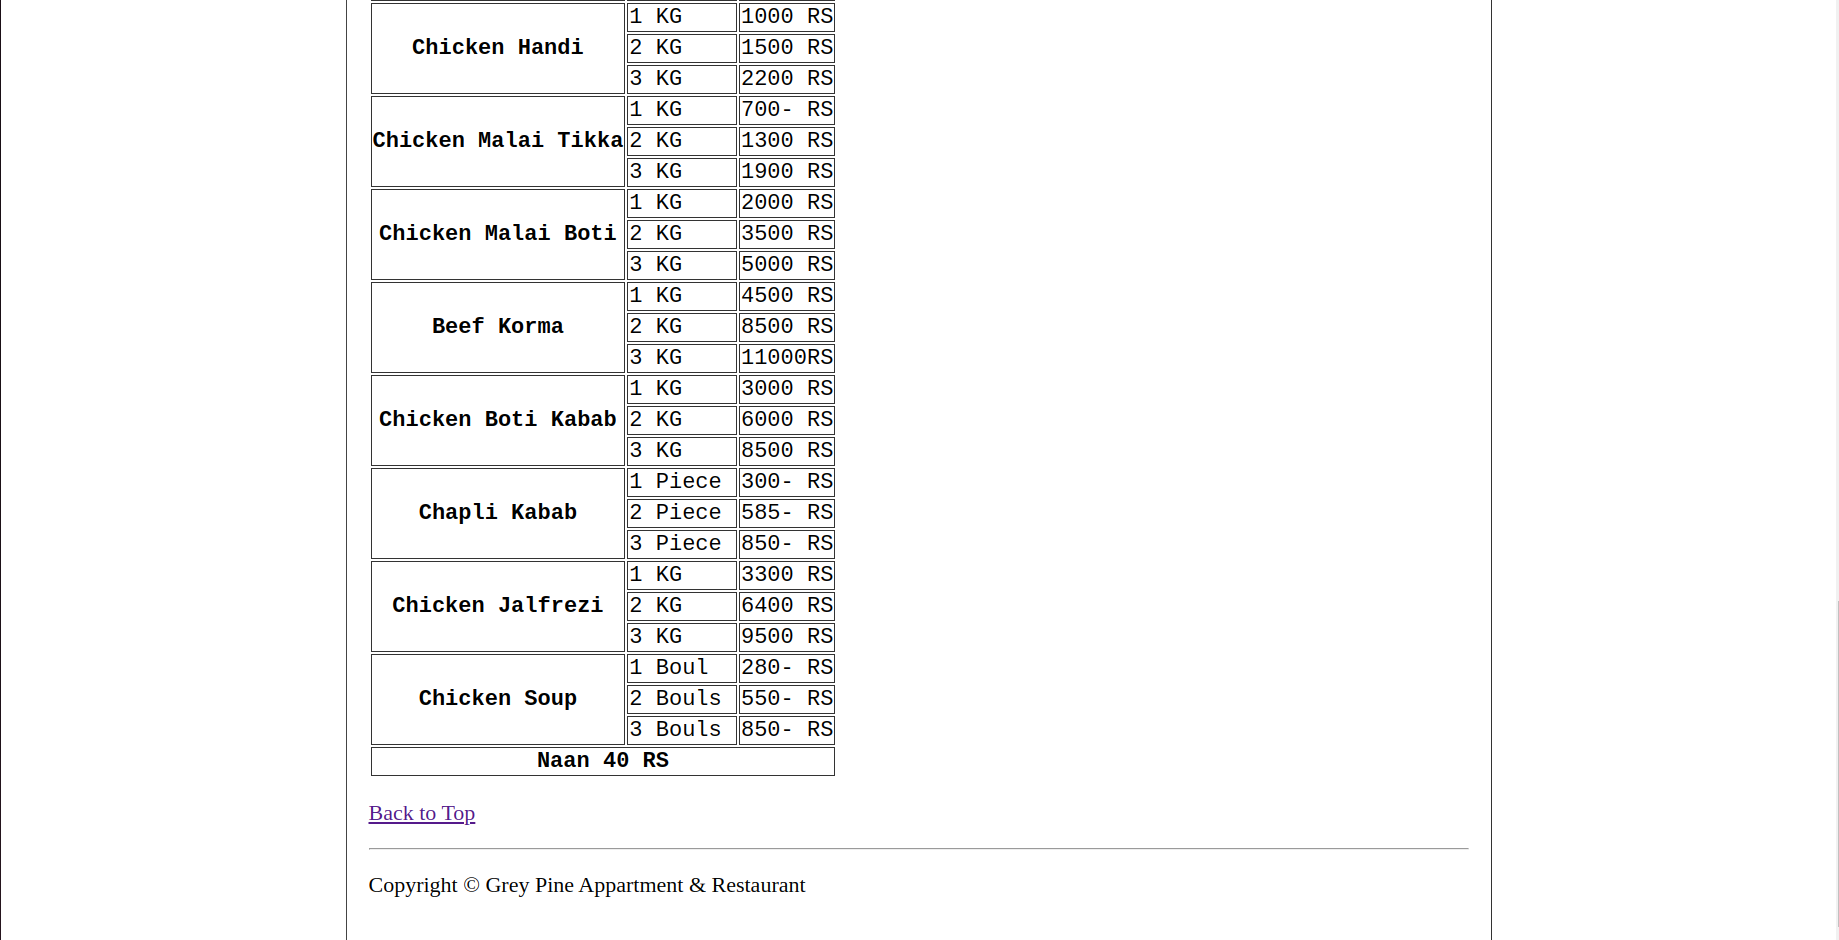 1 KG 1000 RS
Chicken Handi 2 KG 1500 RS
3 KG 2200 RS
1 KG 700- RS
Chicken Malai Tikka 2 KG 1300 RS
3 KG 1900 RS
1 KG 2000 RS
Chicken Malai Boti 2 KG 3500 RS
3 KG 5000 RS
1 KG 4500 RS
Beef Korma 2 KG 8500 RS
3 KG 11000RS
1 KG 3000 RS
Chicken Boti Kabab 2 KG 6000 RS
3 KG 8500 RS
1 Piece 300- RS
Chapli Kabab 2 Piece 585- RS
3 Piece 850- RS
1 KG 3300 RS
Chicken Jalfrezi 2 KG 6400 RS
3 KG 9500 RS
1 Boul 280- RS
Chicken Soup 2 Bouls 550- RS
3 Bouls 850- RS
Naan 40 RS
Back to Top
Copyright © Grey Pine Appartment & Restaurant